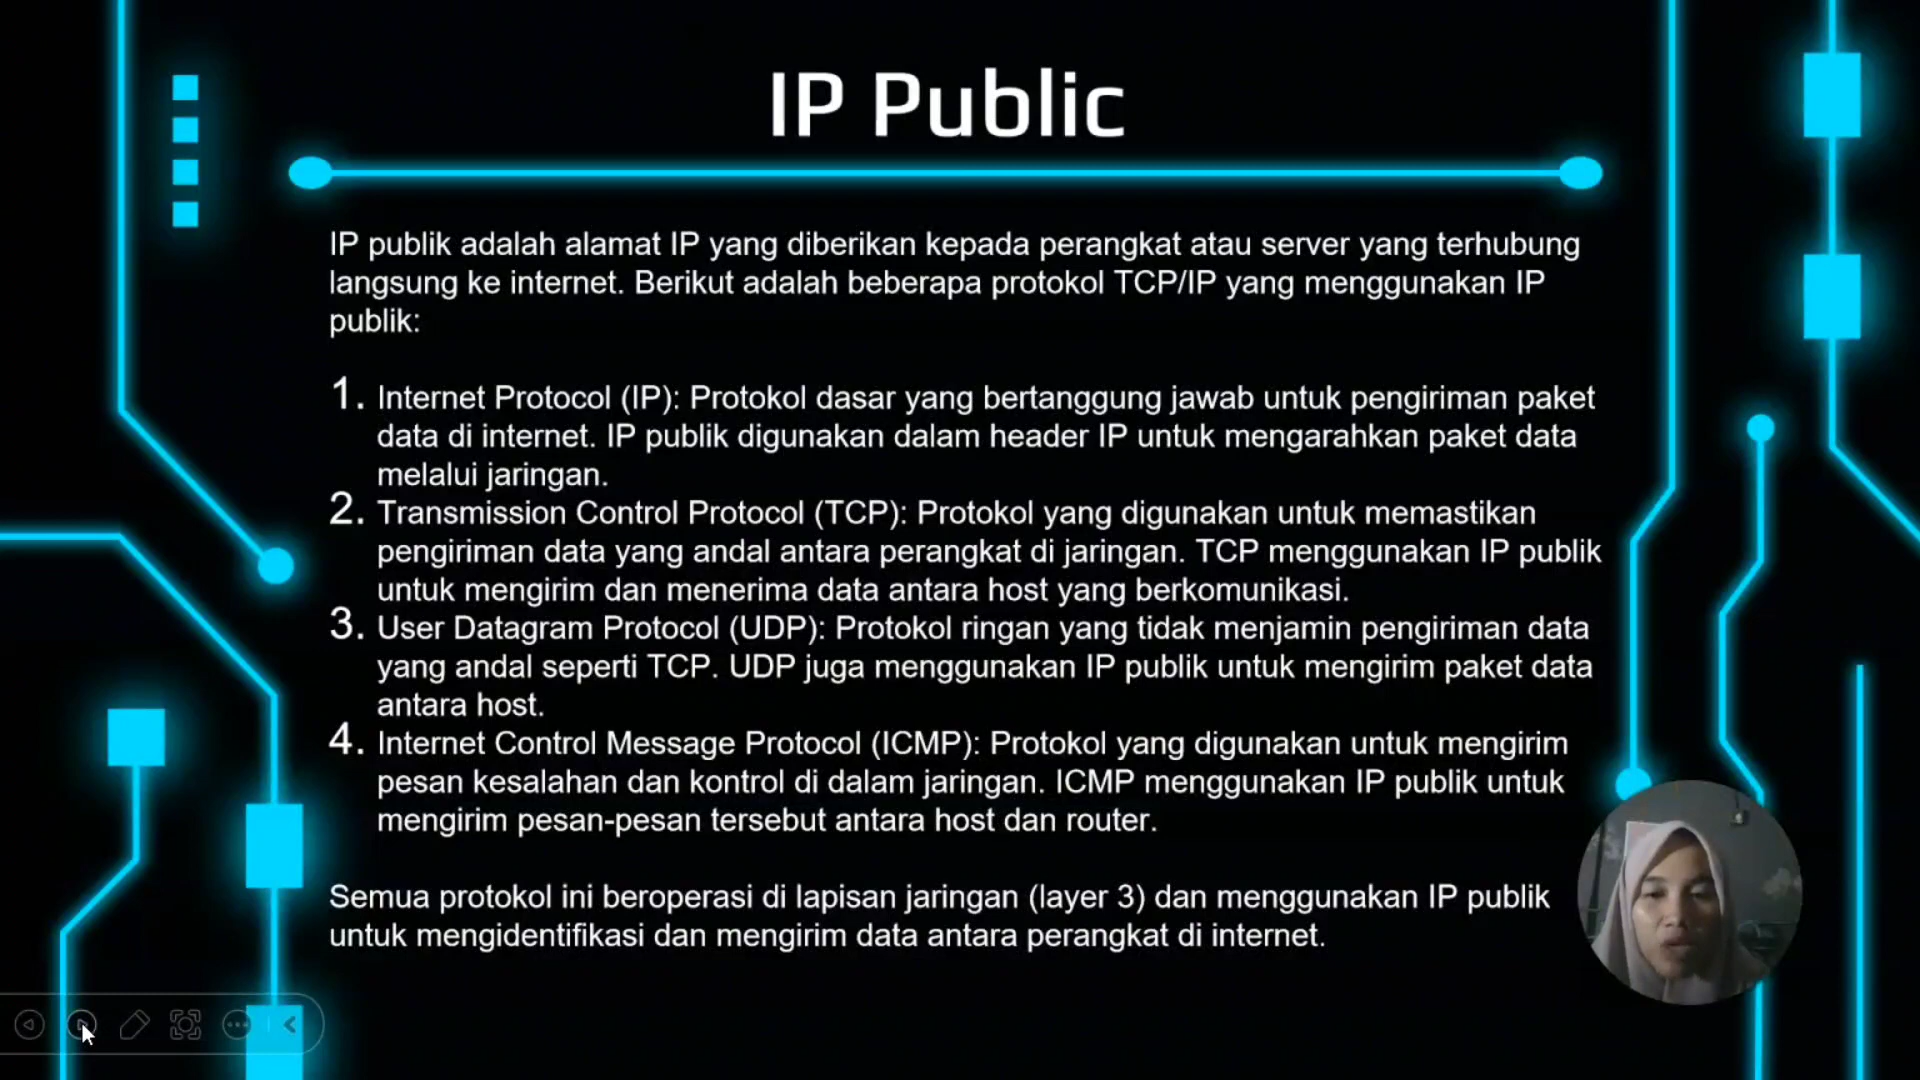 IP Public
IP publik adalah alamat IP yang diberikan kepada perangkat atau server yang terhubung
langsung ke internet. Berikut adalah beberapa protokol TCP/IP yang menggunakan IP
publik:
1. Internet Protocol (IP): Protokol dasar yang bertanggung jawab untuk pengiriman paket
data di internet. IP publik digunakan dalam header IP untuk mengarahkan paket data
melalui jaringan.
2. Transmission Control Protocol (TCP): Protokol yang digunakan untuk memastikan
pengiriman data yang andal antara perangkat di jaringan. TCP menggunakan IP publik
untuk mengirim dan menerima data antara host yang berkomunikasi.
3. User Datagram Protocol (UDP): Protokol ringan yang tidak menjamin pengiriman data
yang andal seperti TCP. UDP juga menggunakan IP publik untuk mengirim paket data
antara host.
4. Internet Control Message Protocol (ICMP): Protokol yang digunakan untuk mengirim
pesan kesalahan dan kontrol di dalam jaringan. ICMP menggunakan IP publik untuk
mengirim pesan-pesan tersebut antara host dan router.
Semua protokol ini beroperasi di lapisan jaringan (layer 3) dan menggunakan IP publik
untuk mengidentifikasi dan mengirim data antara perangkat di internet.